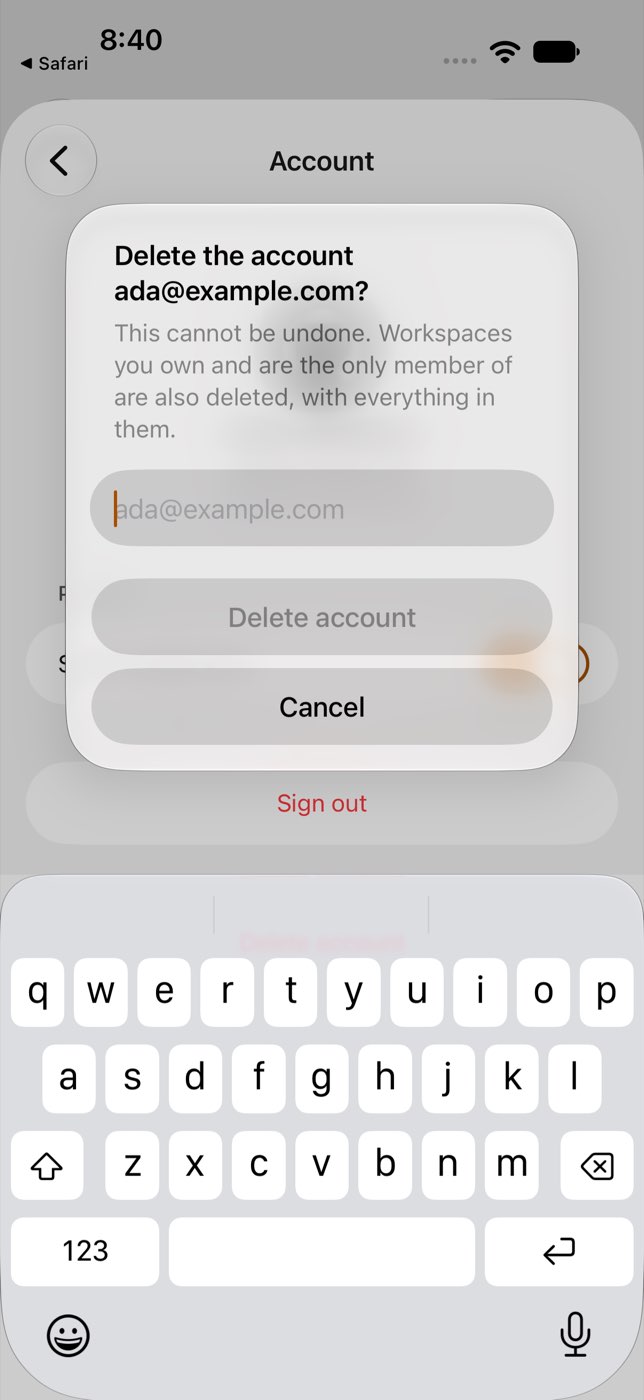 8:40
Safari
Account
Delete the account
ada@example.com?
This cannot be undone. Workspaces
you own and are the only member of
are also deleted, with everything in
them.
ada@example.com
Delete account
Cancel
Sign out
Delete account
q w e r t y u i o p
a s d f g h j k l
z x c v b n m
123